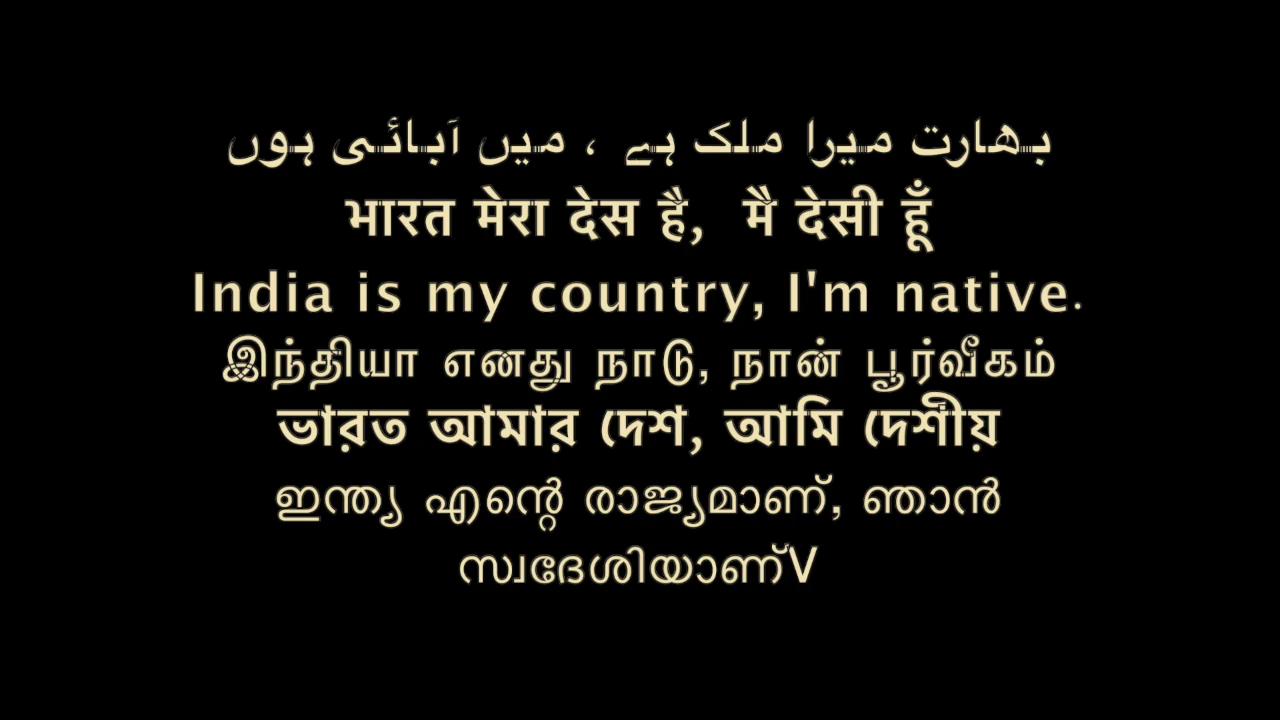 بھارت میرا ملک ہے ، میں آبائی ہوں
भारत मेरा देस है, मै देसी हूँ
India is my country, I'm native.
இந்தியா எனது நாடு, நான் பூர்வீகம்
ভারত আমার দেশ, আমি দেশীয়
ഇന്ത്യ എന്റെ രാജ്യമാണ്, ഞാൻ
സ്വദേശിയാണ്V